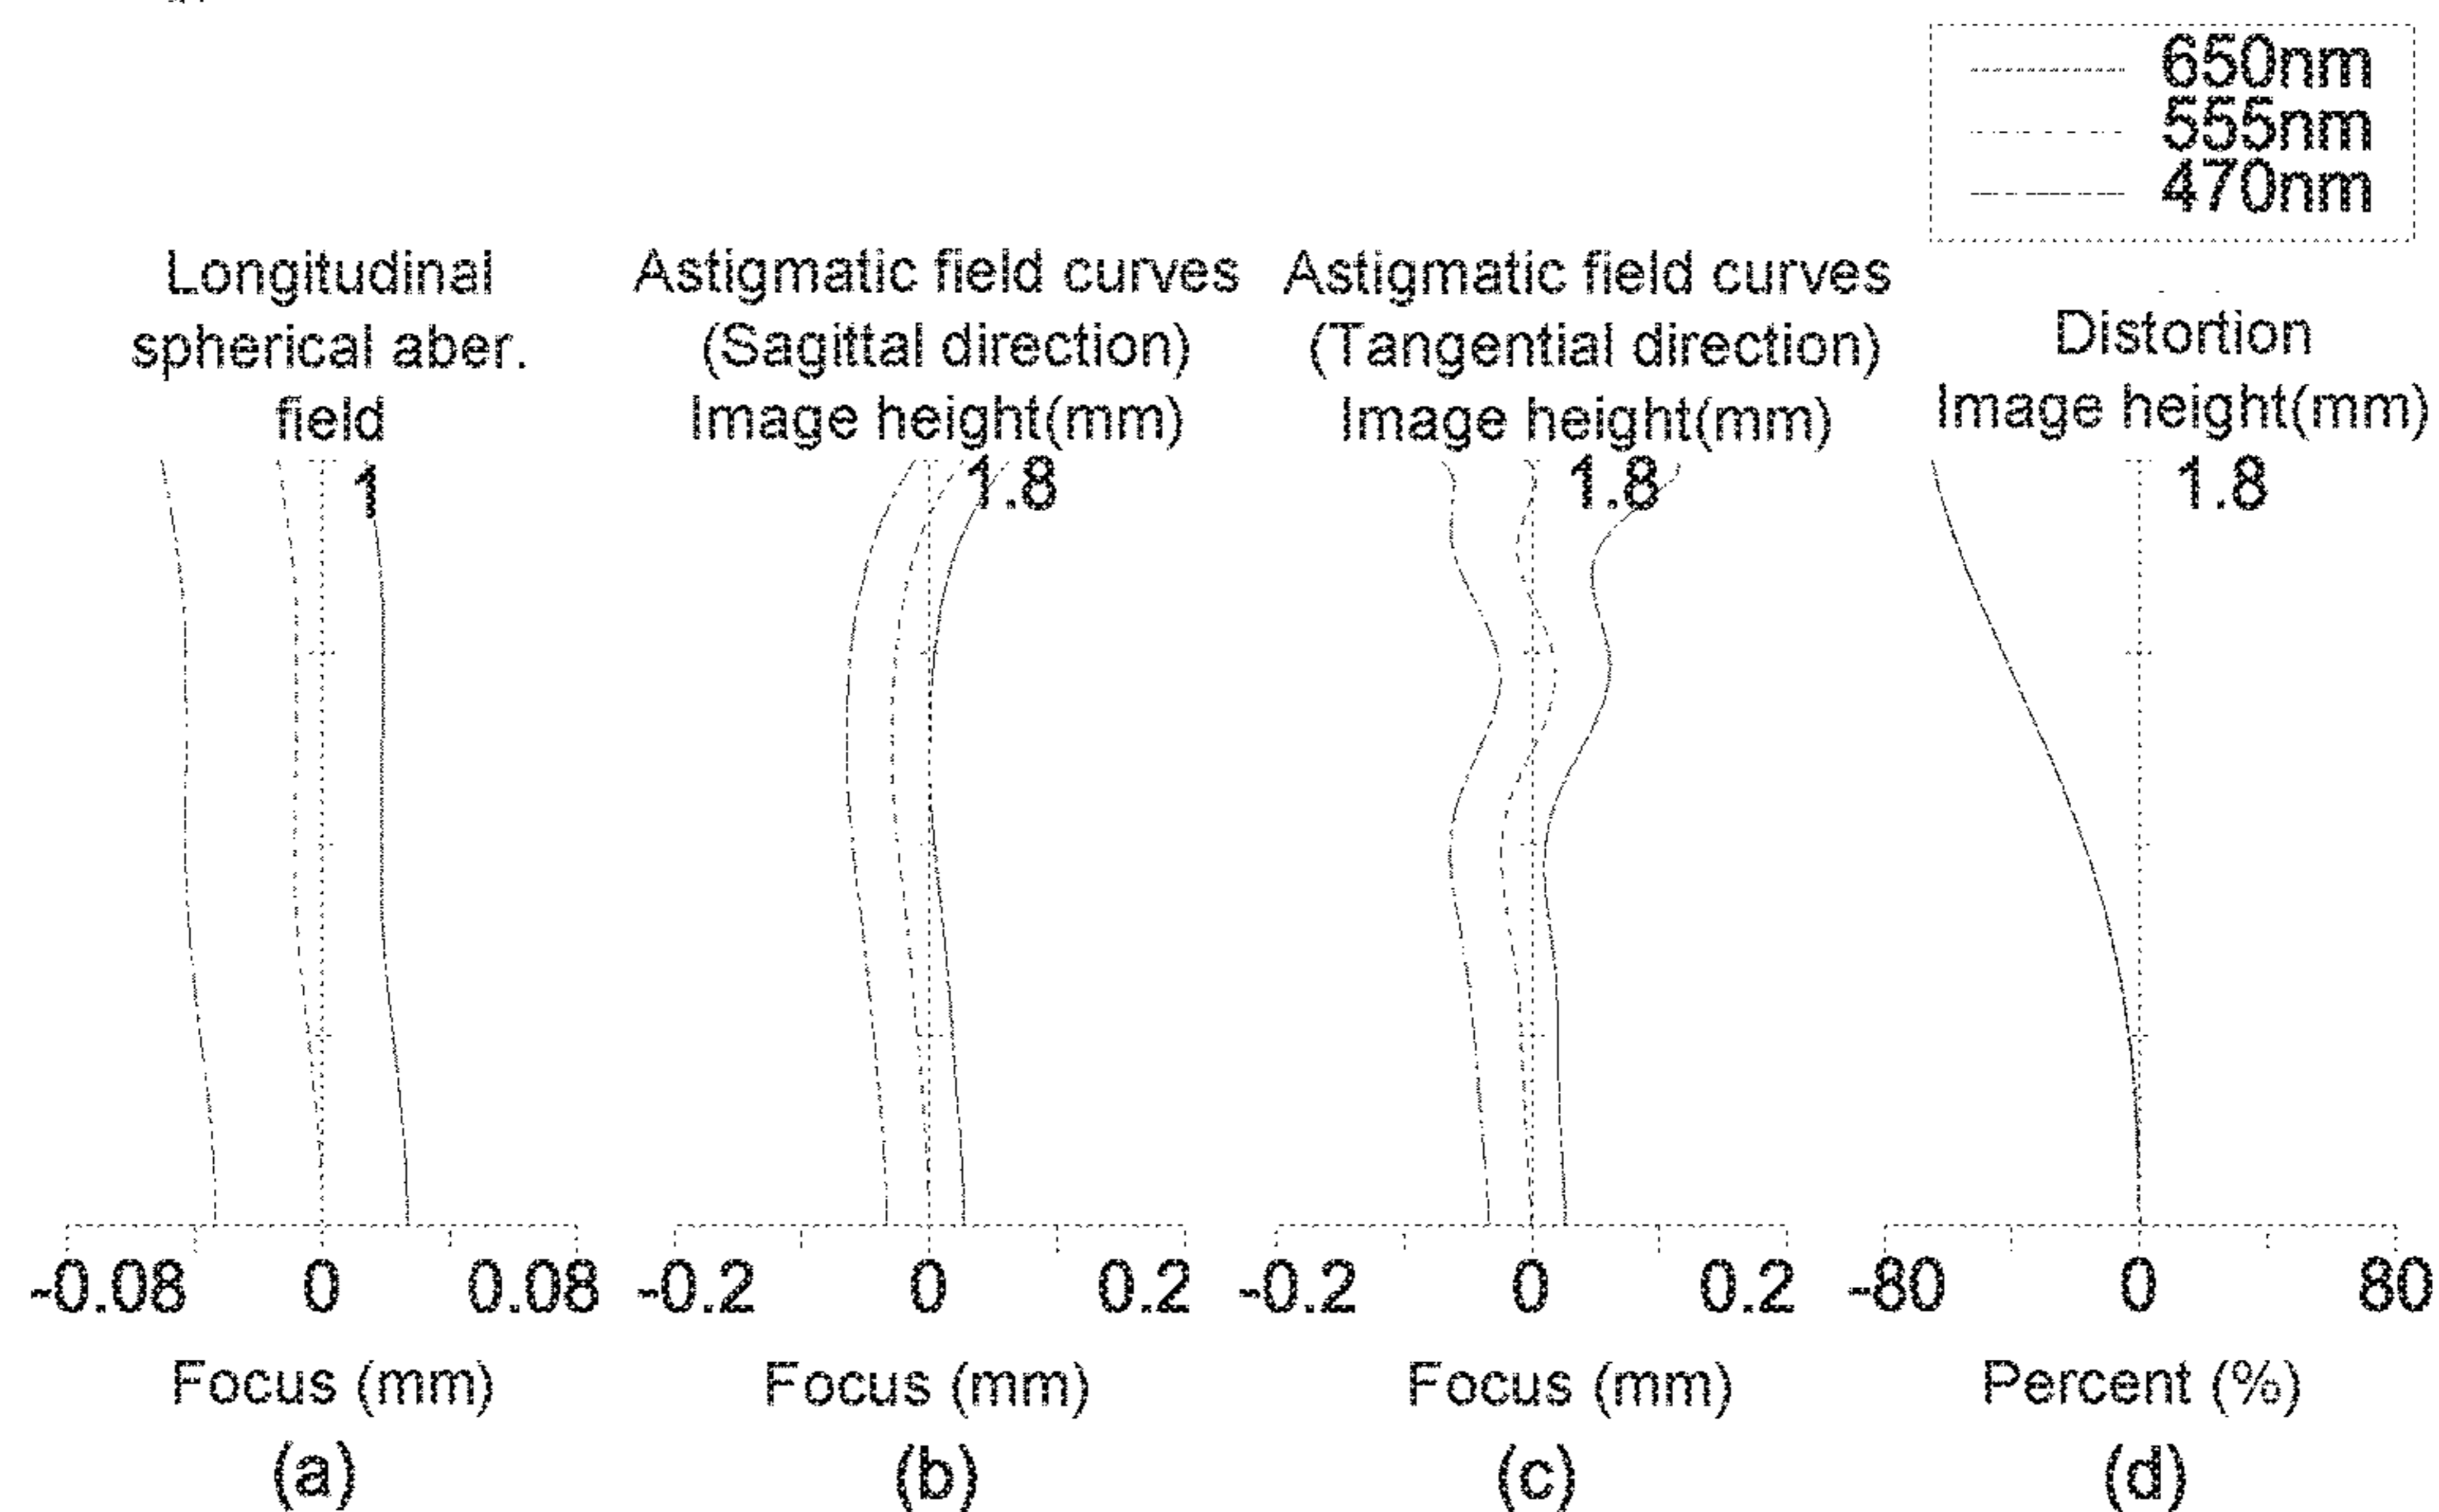 650nm
555nm
470nm
Longitudinal
spherical aber.
field
1
Astigmatic field curves
(Sagittal direction)
Image height(mm)
1.8
Astigmatic field curves
(Tangential direction)
Image height(mm)
1.8
Distortion
Image height(mm)
1.8
-0.08 0 0.08
-0.2 0 0.2
-0.2 0 0.2
-80 0 80
Focus (mm)
Focus (mm)
Focus (mm)
Percent (%)
(a)
(b)
(c)
(d)